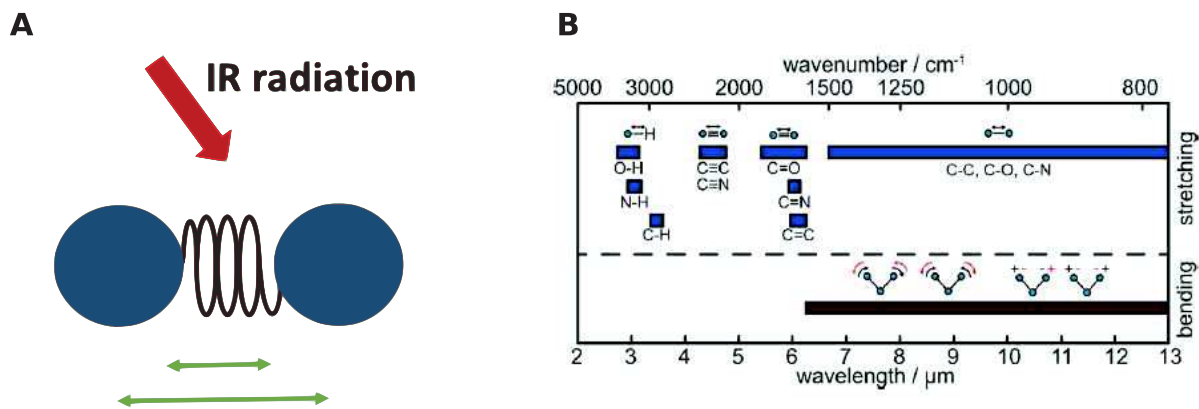 A
B
IR radiation
wavenumber / cm⁻¹
5000 3000 2000 1500 1250 1000 800
H
O-H
C≡C
C=O
C-C, C-O, C-N
C≡N
N-H
C=N
C-H
C=C
stretching
+ - - + + - - +
bending
2 3 4 5 6 7 8 9 10 11 12 13
wavelength / µm